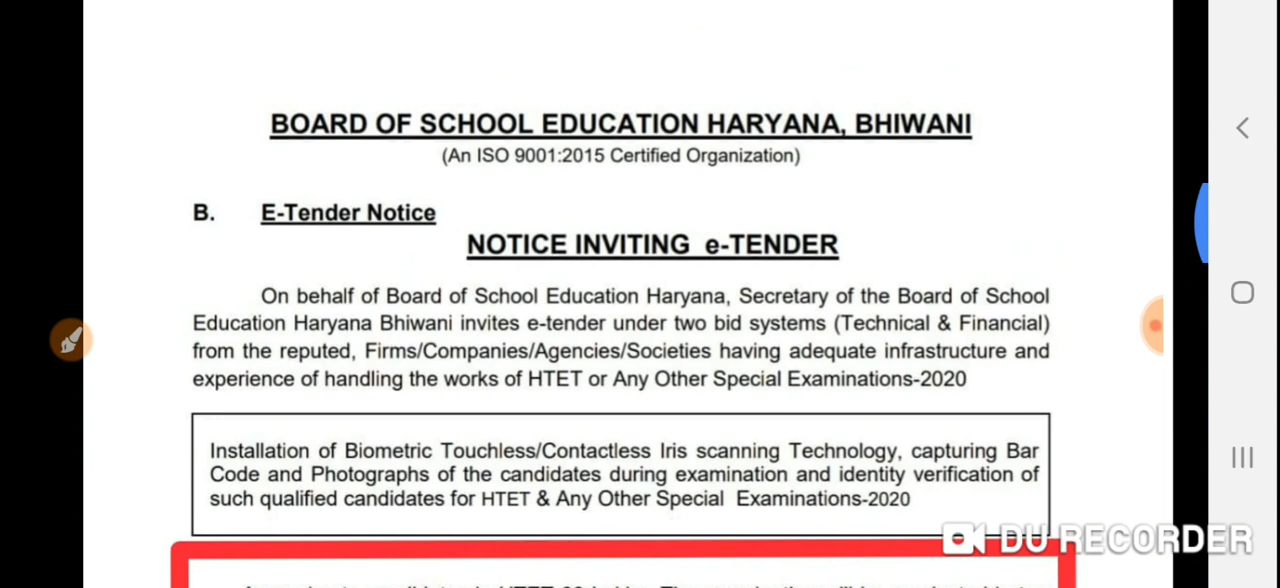 BOARD OF SCHOOL EDUCATION HARYANA, BHIWANI
(An ISO 9001:2015 Certified Organization)
B. E-Tender Notice
NOTICE INVITING e-TENDER
On behalf of Board of School Education Haryana, Secretary of the Board of School
Education Haryana Bhiwani invites e-tender under two bid systems (Technical & Financial)
from the reputed, Firms/Companies/Agencies/Societies having adequate infrastructure and
experience of handling the works of HTET or Any Other Special Examinations-2020
Installation of Biometric Touchless/Contactless Iris scanning Technology, capturing Bar
Code and Photographs of the candidates during examination and identity verification of
such qualified candidates for HTET & Any Other Special Examinations-2020
DU RECORDER